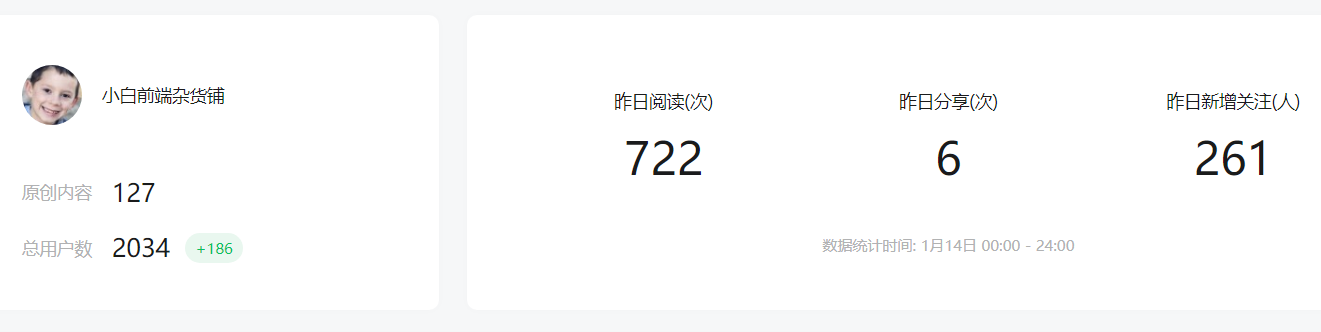 小白前端杂货铺
原创内容 127
总用户数 2034 +186
昨日阅读(次) 昨日分享(次) 昨日新增关注(人)
722 6 261
数据统计时间: 1月14日 00:00 - 24:00